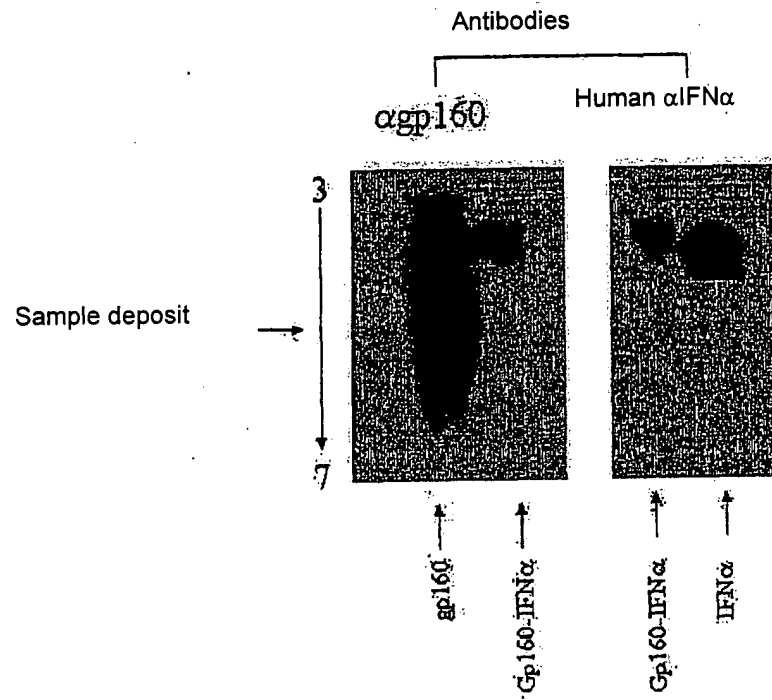 Antibodies
αgp160
Human αIFNα
3
Sample deposit
7
gp160
Gp160-IFNα
Gp160-IFNα
IFNα